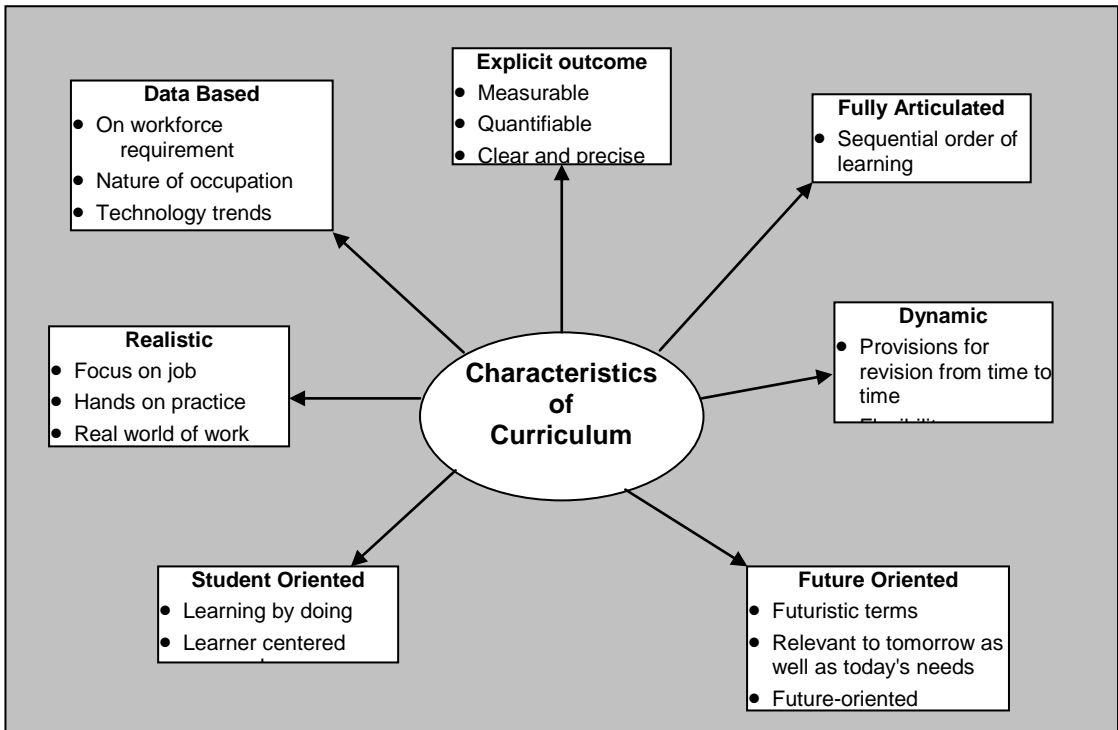 Explicit outcome
• Measurable
• Quantifiable
• Clear and precise
Data Based
• On workforce
requirement
• Nature of occupation
• Technology trends
Fully Articulated
• Sequential order of
learning
Realistic
• Focus on job
• Hands on practice
• Real world of work
Characteristics
of
Curriculum
Dynamic
• Provisions for
revision from time to
time
Student Oriented
• Learning by doing
• Learner centered
Future Oriented
• Futuristic terms
• Relevant to tomorrow as
well as today's needs
• Future-oriented